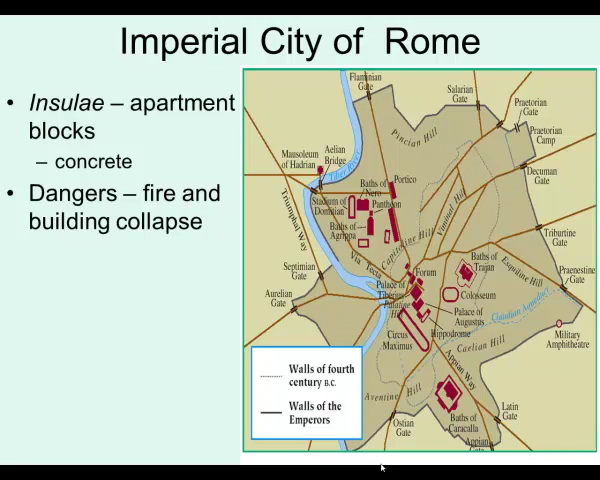 Imperial City of Rome
• Insulae – apartment
blocks
– concrete
• Dangers – fire and
building collapse
Flaminian
Gate
Salarian
Gate
Praetorian
Gate
Praetorian
Camp
Pincian Hill
Mausoleum
of Hadrian
Aelian
Bridge
Tiber River
Decuman
Gate
Baths of
Nero
Portico
Stadium of
Domitian
Pantheon
Baths of
Agrippa
Triumphal Way
Viminal Hill
Capitoline Hill
Tiburtine
Gate
Via Tecta
Septimian
Gate
Forum
Baths of
Trajan
Esquiline Hill
Praenestine
Gate
Aurelian
Gate
Palace of
Tiberius
Palatine
Hill
Colosseum
Claudian Aqueduct
Palace of
Augustus
Circus
Maximus
Hippodrome
Military
Amphitheatre
Caelian Hill
Appian Way
Aventine Hill
Walls of fourth
century B.C.
Walls of the
Emperors
Ostian
Gate
Baths of
Caracalla
Latin
Gate
Appian
Gate